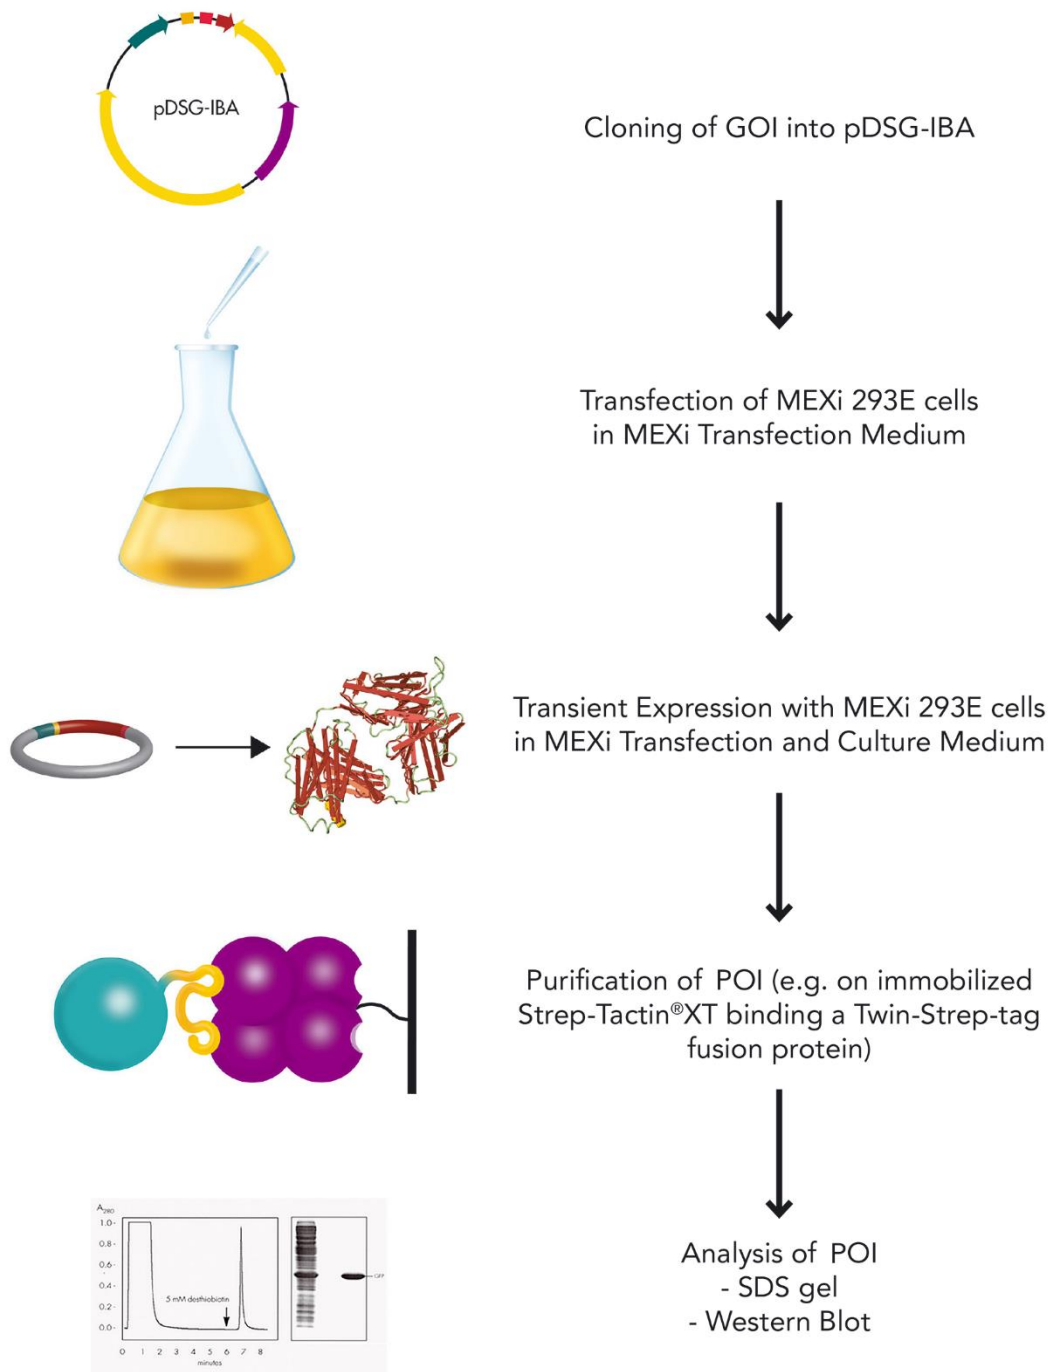 pDSG-IBA
Cloning of GOI into pDSG-IBA
Transfection of MEXi 293E cells
in MEXi Transfection Medium
Transient Expression with MEXi 293E cells
in MEXi Transfection and Culture Medium
Purification of POI (e.g. on immobilized
Strep-Tactin®XT binding a Twin-Strep-tag
fusion protein)
A280
1.0-
0.8-
0.6-
0.4-
0.2-
0.0-
5 mM desthiobiotin
GFP
0 1 2 3 4 5 6 7 8
minutes
Analysis of POI
- SDS gel
- Western Blot